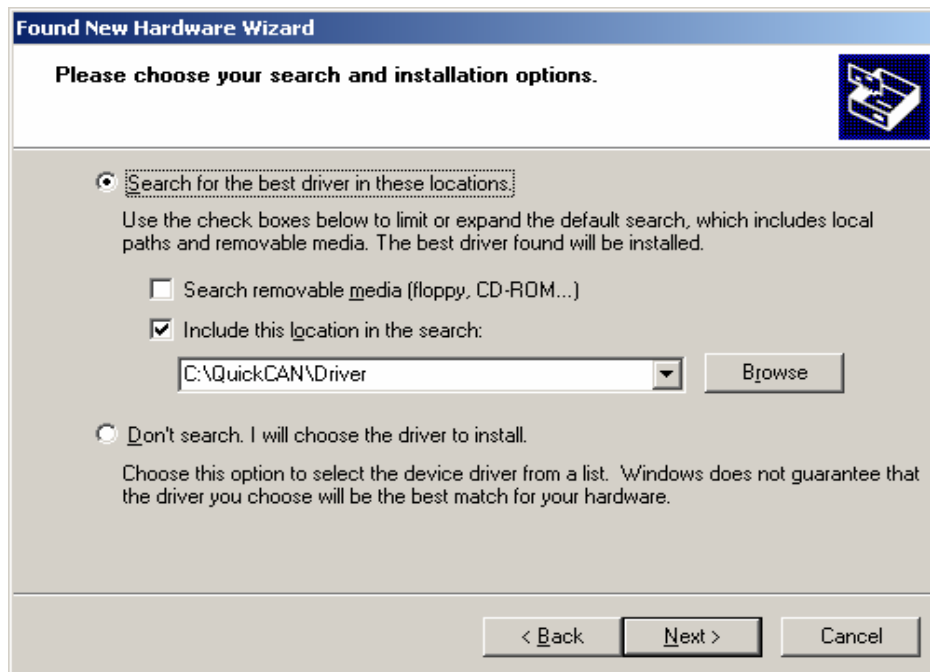 Found New Hardware Wizard
Please choose your search and installation options.
Search for the best driver in these locations.
Use the check boxes below to limit or expand the default search, which includes local
paths and removable media. The best driver found will be installed.
Search removable media (floppy, CD-ROM...)
Include this location in the search:
C:\QuickCAN\Driver
Browse
Don't search. I will choose the driver to install.
Choose this option to select the device driver from a list. Windows does not guarantee that
the driver you choose will be the best match for your hardware.
< Back Next > Cancel